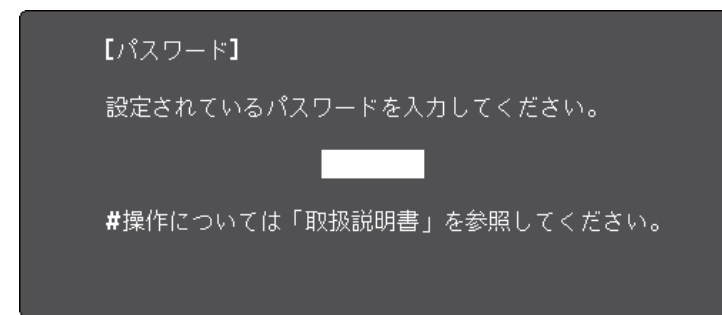 【パスワード】
設定されているパスワードを入力してください。
#操作については「取扱説明書」を参照してください。